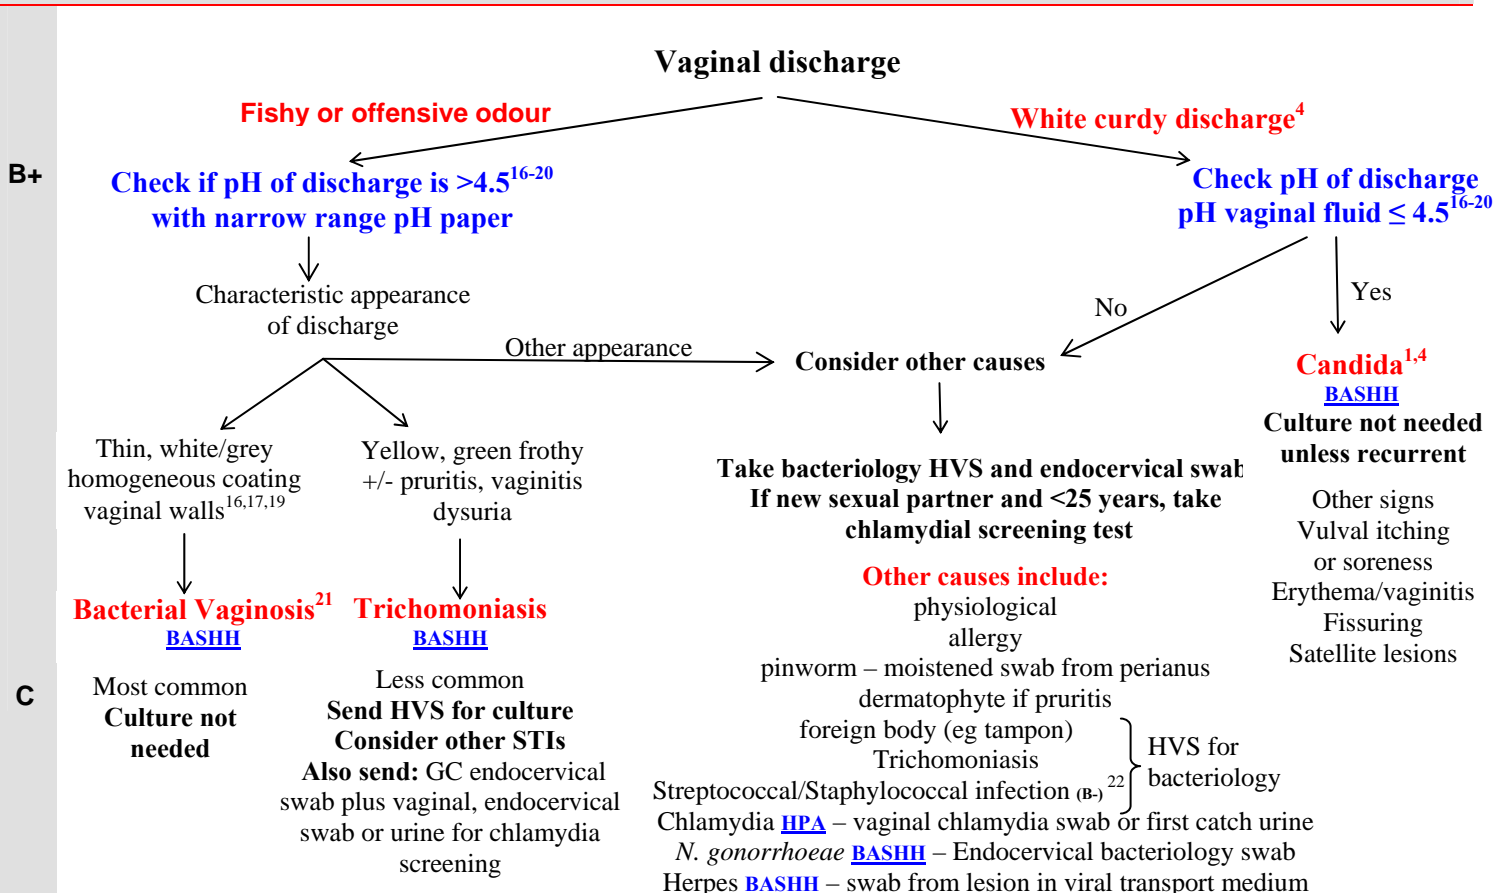 Vaginal discharge
Fishy or offensive odour
White curdy discharge4
B+
Check if pH of discharge is >4.516-20
with narrow range pH paper
Check pH of discharge
pH vaginal fluid ≤ 4.516-20
Characteristic appearance
of discharge
No
Yes
Other appearance
Consider other causes
Candida1,4
BASHH
Culture not needed
unless recurrent
Thin, white/grey
homogeneous coating
vaginal walls16,17,19
Yellow, green frothy
+/- pruritis, vaginitis
dysuria
Take bacteriology HVS and endocervical swab
If new sexual partner and <25 years, take
chlamydial screening test
Other signs
Vulval itching
or soreness
Erythema/vaginitis
Fissuring
Satellite lesions
Bacterial Vaginosis21
BASHH
Trichomoniasis
BASHH
Other causes include:
physiological
allergy
pinworm – moistened swab from perianus
dermatophyte if pruritis
foreign body (eg tampon)
Trichomoniasis
Streptococcal/Staphylococcal infection (B-) 22
HVS for
bacteriology
Chlamydia HPA – vaginal chlamydia swab or first catch urine
N. gonorrhoeae BASHH – Endocervical bacteriology swab
Herpes BASHH – swab from lesion in viral transport medium
C
Most common
Culture not
needed
Less common
Send HVS for culture
Consider other STIs
Also send: GC endocervical
swab plus vaginal, endocervical
swab or urine for chlamydia
screening